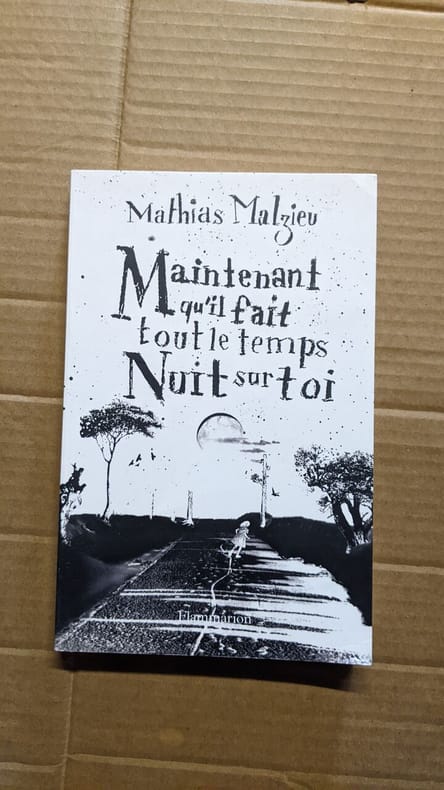 Mathias Malzieu
Maintenant
qu'il fait
tout le temps
Nuit sur toi
Flammarion